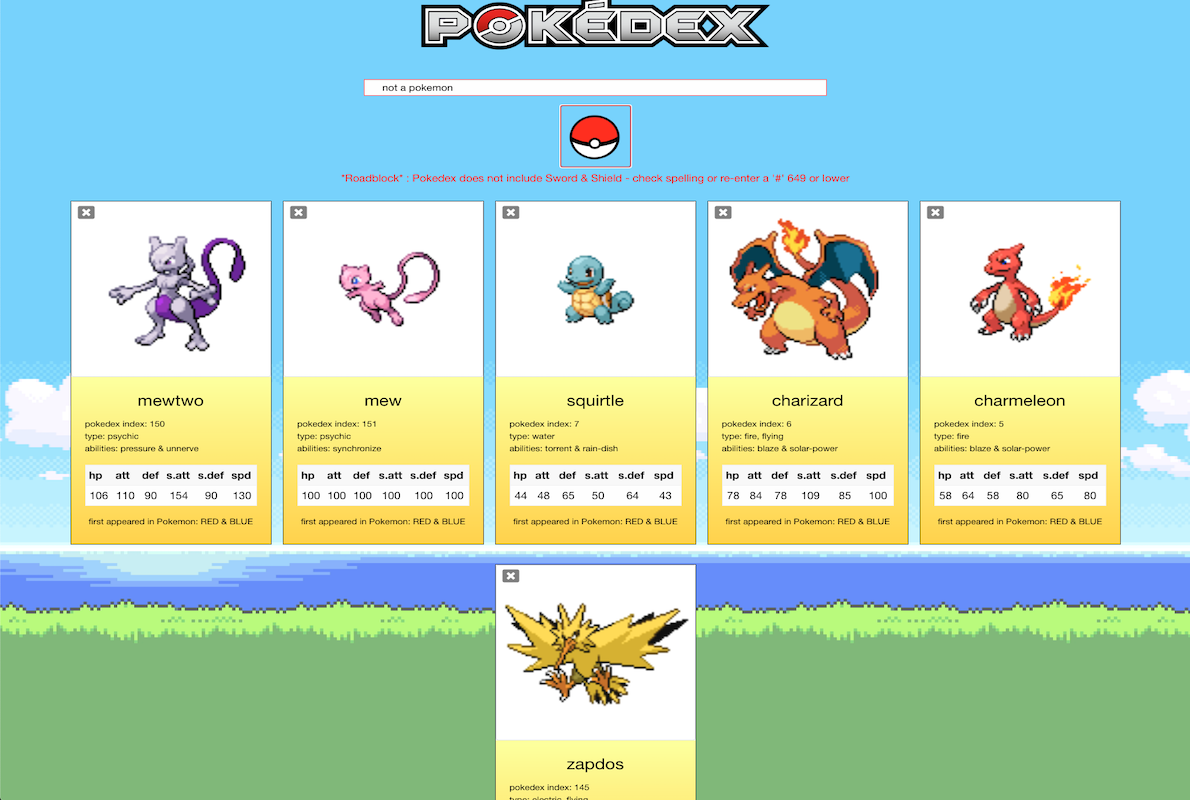 POKÉDEX
not a pokemon
"Roadblock" : Pokedex does not include Sword & Shield - check spelling or re-enter a '#' 649 or lower
mewtwo
pokedex index: 150
type: psychic
abilities: pressure & unnerve
hp att def s.att s.def spd
106 110 90 154 90 130
first appeared in Pokemon: RED & BLUE
mew
pokedex index: 151
type: psychic
abilities: synchronize
hp att def s.att s.def spd
100 100 100 100 100 100
first appeared in Pokemon: RED & BLUE
squirtle
pokedex index: 7
type: water
abilities: torrent & rain-dish
hp att def s.att s.def spd
44 48 65 50 64 43
first appeared in Pokemon: RED & BLUE
charizard
pokedex index: 6
type: fire, flying
abilities: blaze & solar-power
hp att def s.att s.def spd
78 84 78 109 85 100
first appeared in Pokemon: RED & BLUE
charmeleon
pokedex index: 5
type: fire
abilities: blaze & solar-power
hp att def s.att s.def spd
58 64 58 80 65 80
first appeared in Pokemon: RED & BLUE
zapdos
pokedex index: 145
type: electric, flying